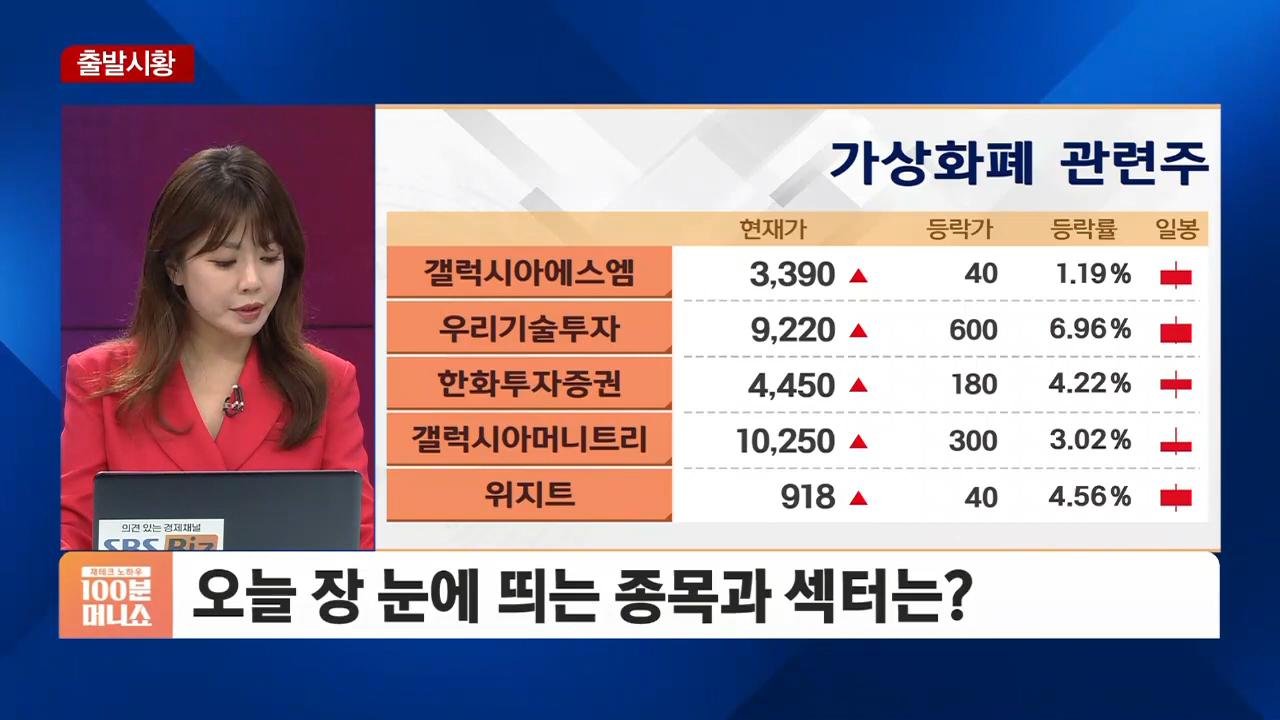 출발시황
가상화폐 관련주
현재가 등락가 등락률 일봉
갤럭시아에스엠 3,390 ▲ 40 1.19%
우리기술투자 9,220 ▲ 600 6.96%
한화투자증권 4,450 ▲ 180 4.22%
갤럭시아머니트리 10,250 ▲ 300 3.02%
위지트 918 ▲ 40 4.56%
의견 있는 경제채널
SBS Biz
재테크 노하우
100분
머니쇼
오늘 장 눈에 띄는 종목과 섹터는?